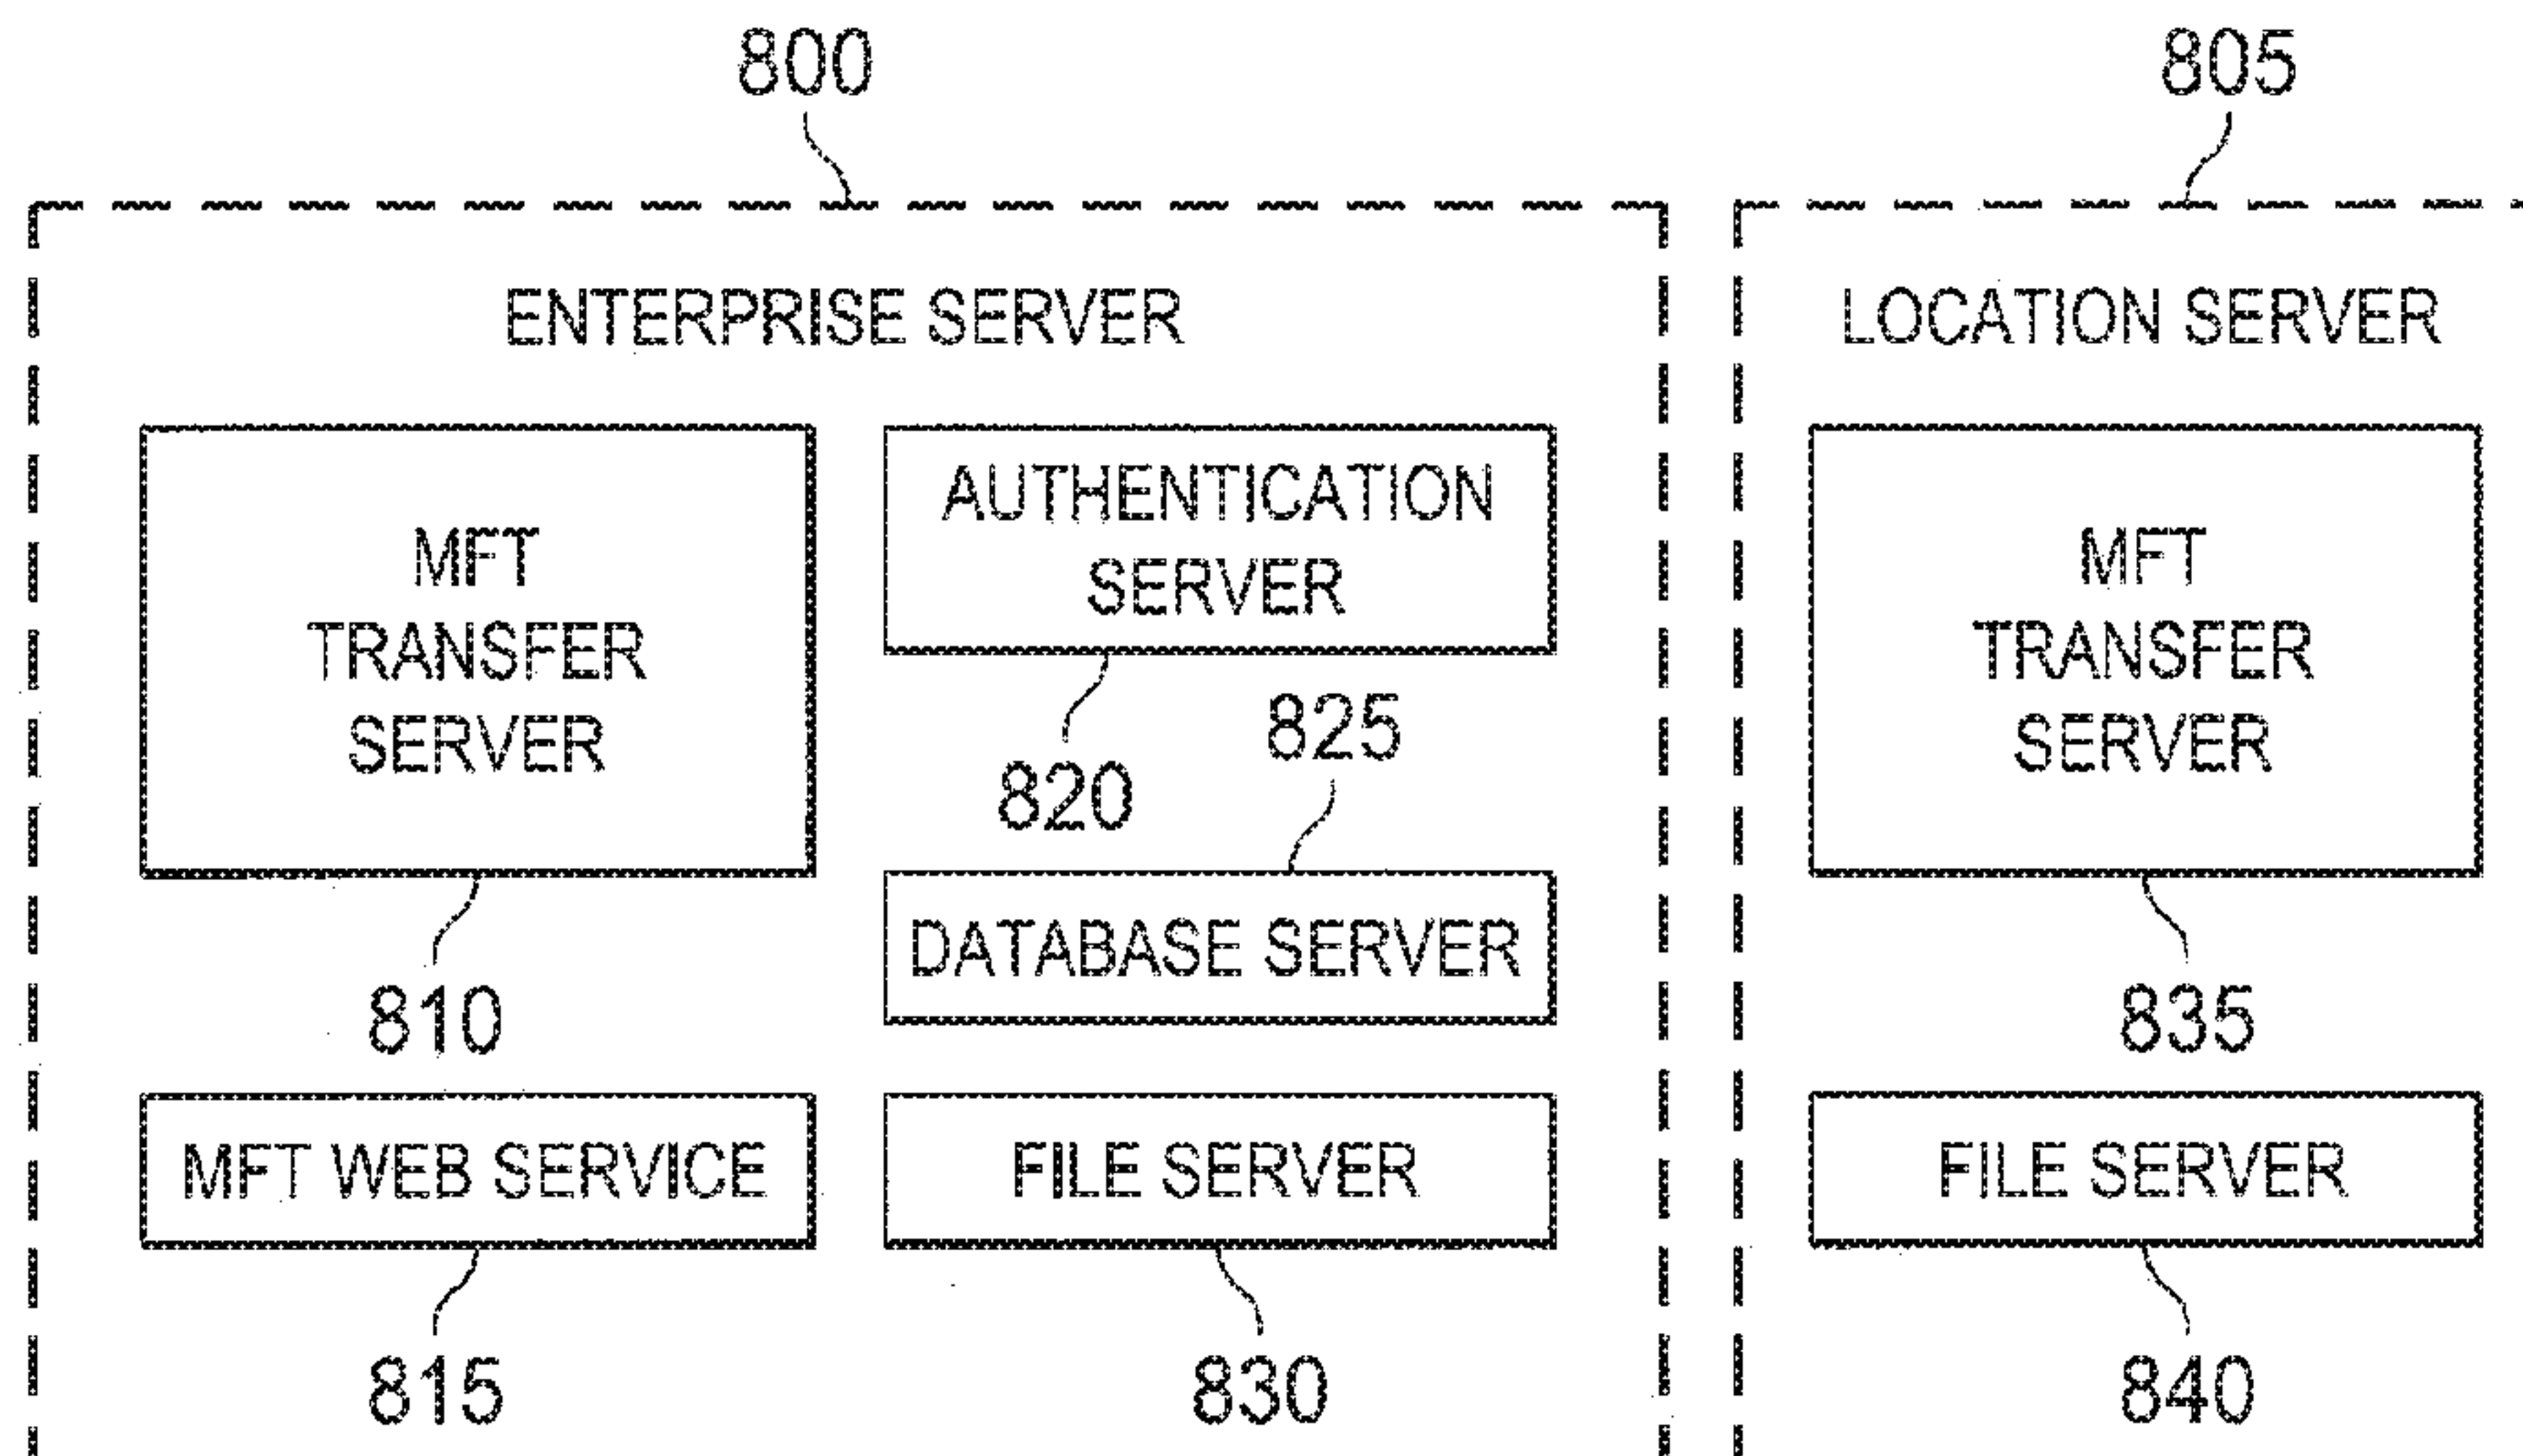 800
805
ENTERPRISE SERVER
LOCATION SERVER
MFT
TRANSFER
SERVER
810
AUTHENTICATION
SERVER
820
825
DATABASE SERVER
MFT WEB SERVICE
815
FILE SERVER
830
MFT
TRANSFER
SERVER
835
FILE SERVER
840